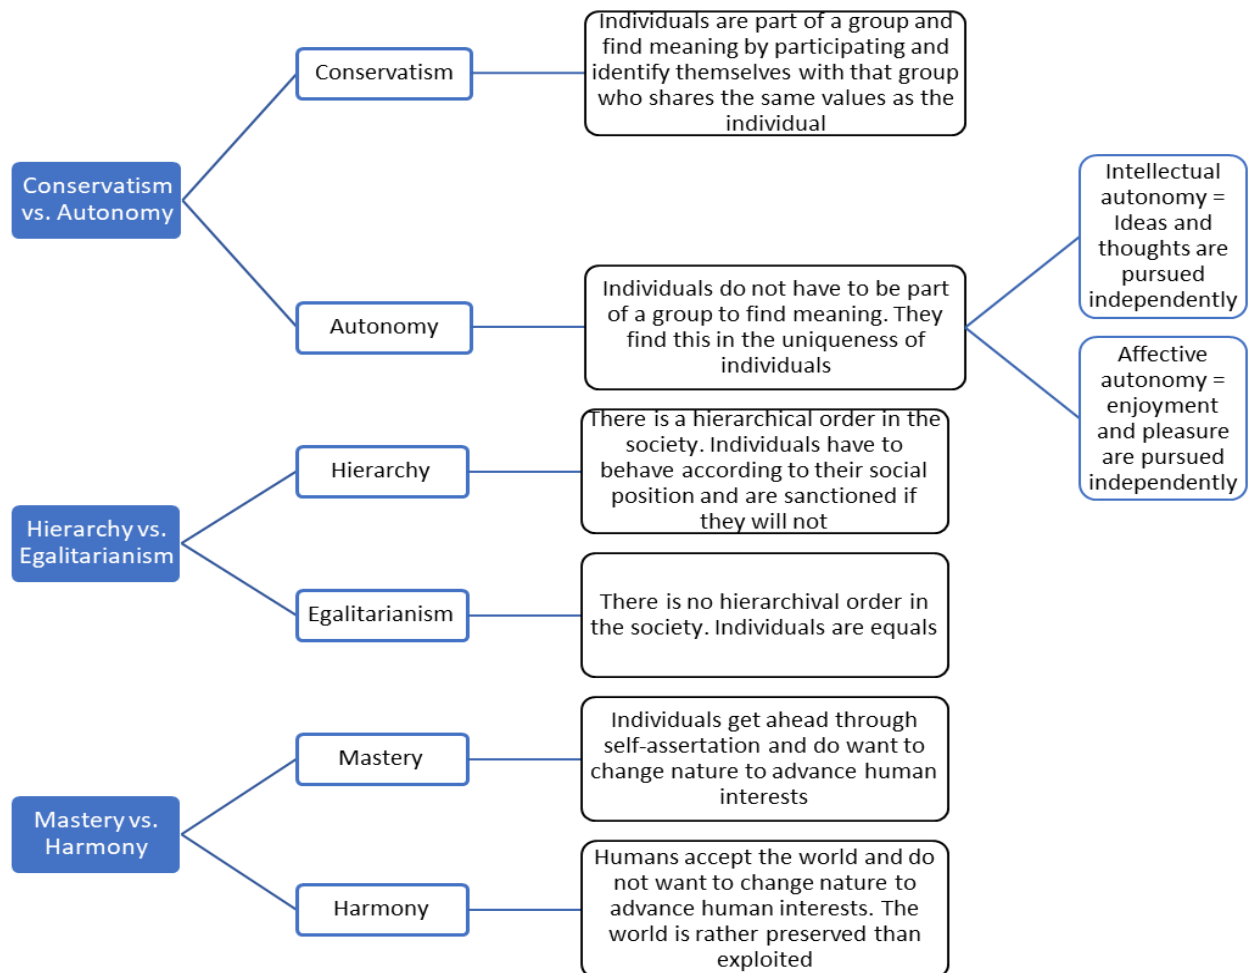 Conservatism
vs. Autonomy
Conservatism
Individuals are part of a group and
find meaning by participating and
identify themselves with that group
who shares the same values as the
individual
Autonomy
Individuals do not have to be part
of a group to find meaning. They
find this in the uniqueness of
individuals
Intellectual
autonomy =
Ideas and
thoughts are
pursued
independently
Affective
autonomy =
enjoyment
and pleasure
are pursued
independently
Hierarchy vs.
Egalitarianism
Hierarchy
There is a hierarchical order in the
society. Individuals have to
behave according to their social
position and are sanctioned if
they will not
Egalitarianism
There is no hierarchival order in
the society. Individuals are equals
Mastery vs.
Harmony
Mastery
Individuals get ahead through
self-assertation and do want to
change nature to advance human
interests
Harmony
Humans accept the world and do
not want to change nature to
advance human interests. The
world is rather preserved than
exploited